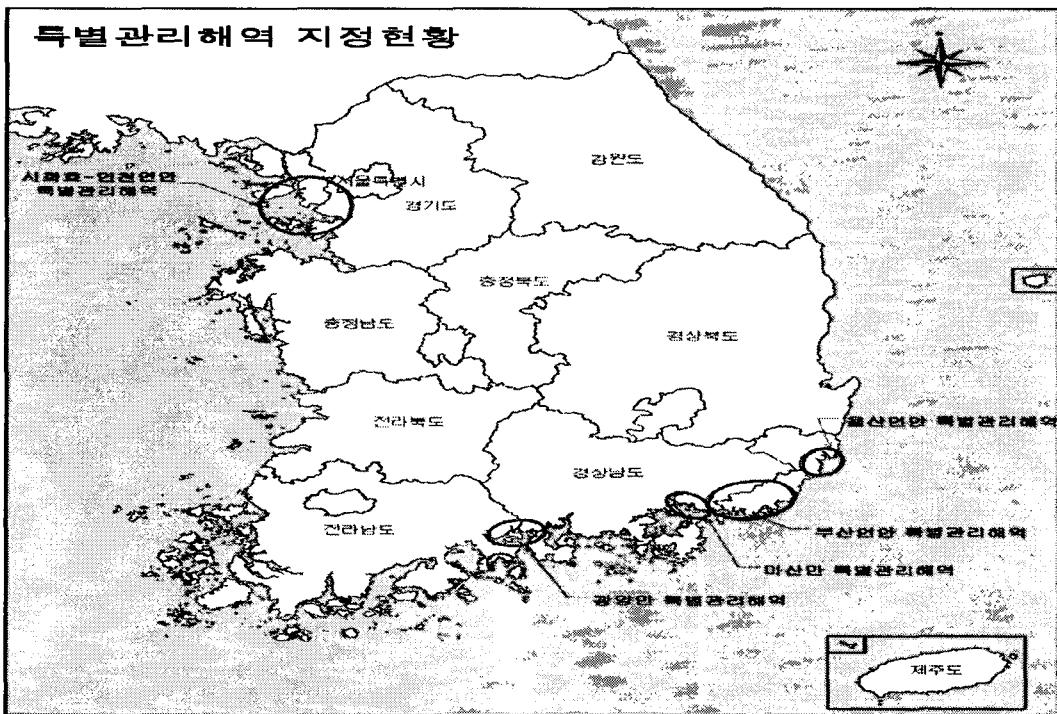 특별관리해역 지정현황
강원도
시화호-인천연안
특별관리해역
서울특별시
경기도
충청북도
충청남도
경상북도
전라북도
울산연안 특별관리해역
경상남도
전라남도
부산연안 특별관리해역
마산만 특별관리해역
광양만 특별관리해역
제주도